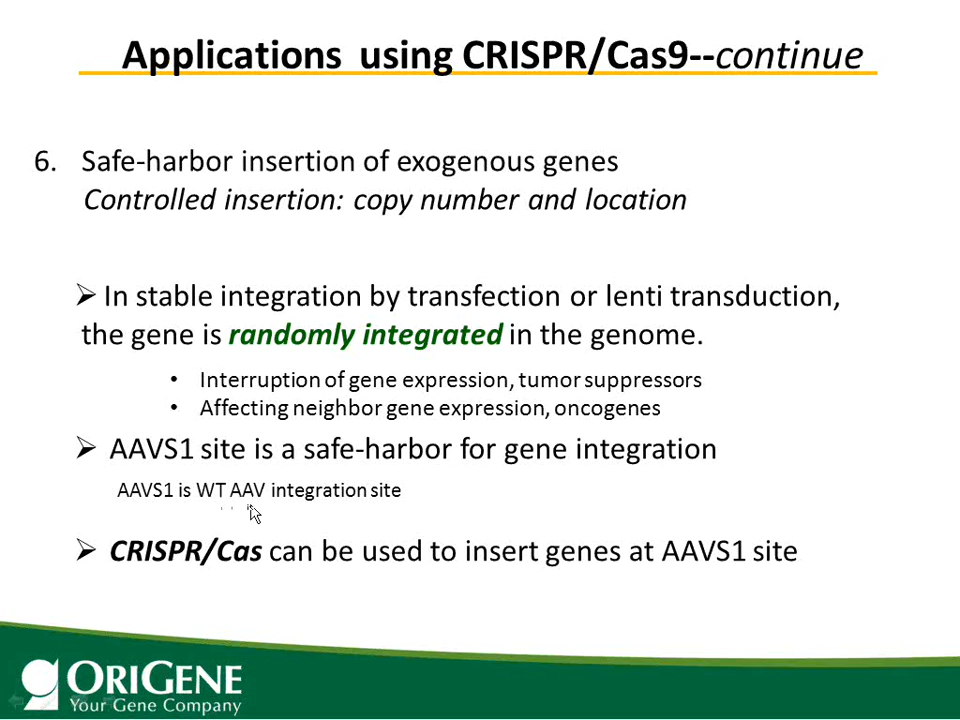 Applications using CRISPR/Cas9--continue
6. Safe-harbor insertion of exogenous genes
Controlled insertion: copy number and location
➢ In stable integration by transfection or lenti transduction,
the gene is randomly integrated in the genome.
• Interruption of gene expression, tumor suppressors
• Affecting neighbor gene expression, oncogenes
➢ AAVS1 site is a safe-harbor for gene integration
AAVS1 is WT AAV integration site
➢ CRISPR/Cas can be used to insert genes at AAVS1 site
ORIGENE
Your Gene Company